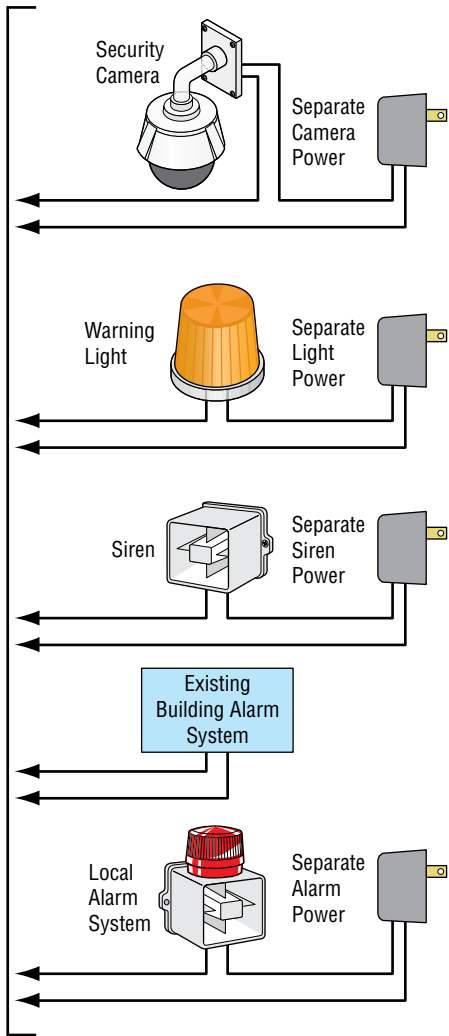 Security
Camera
Separate
Camera
Power
Warning
Light
Separate
Light
Power
Siren
Separate
Siren
Power
Existing
Building Alarm
System
Local
Alarm
System
Separate
Alarm
Power